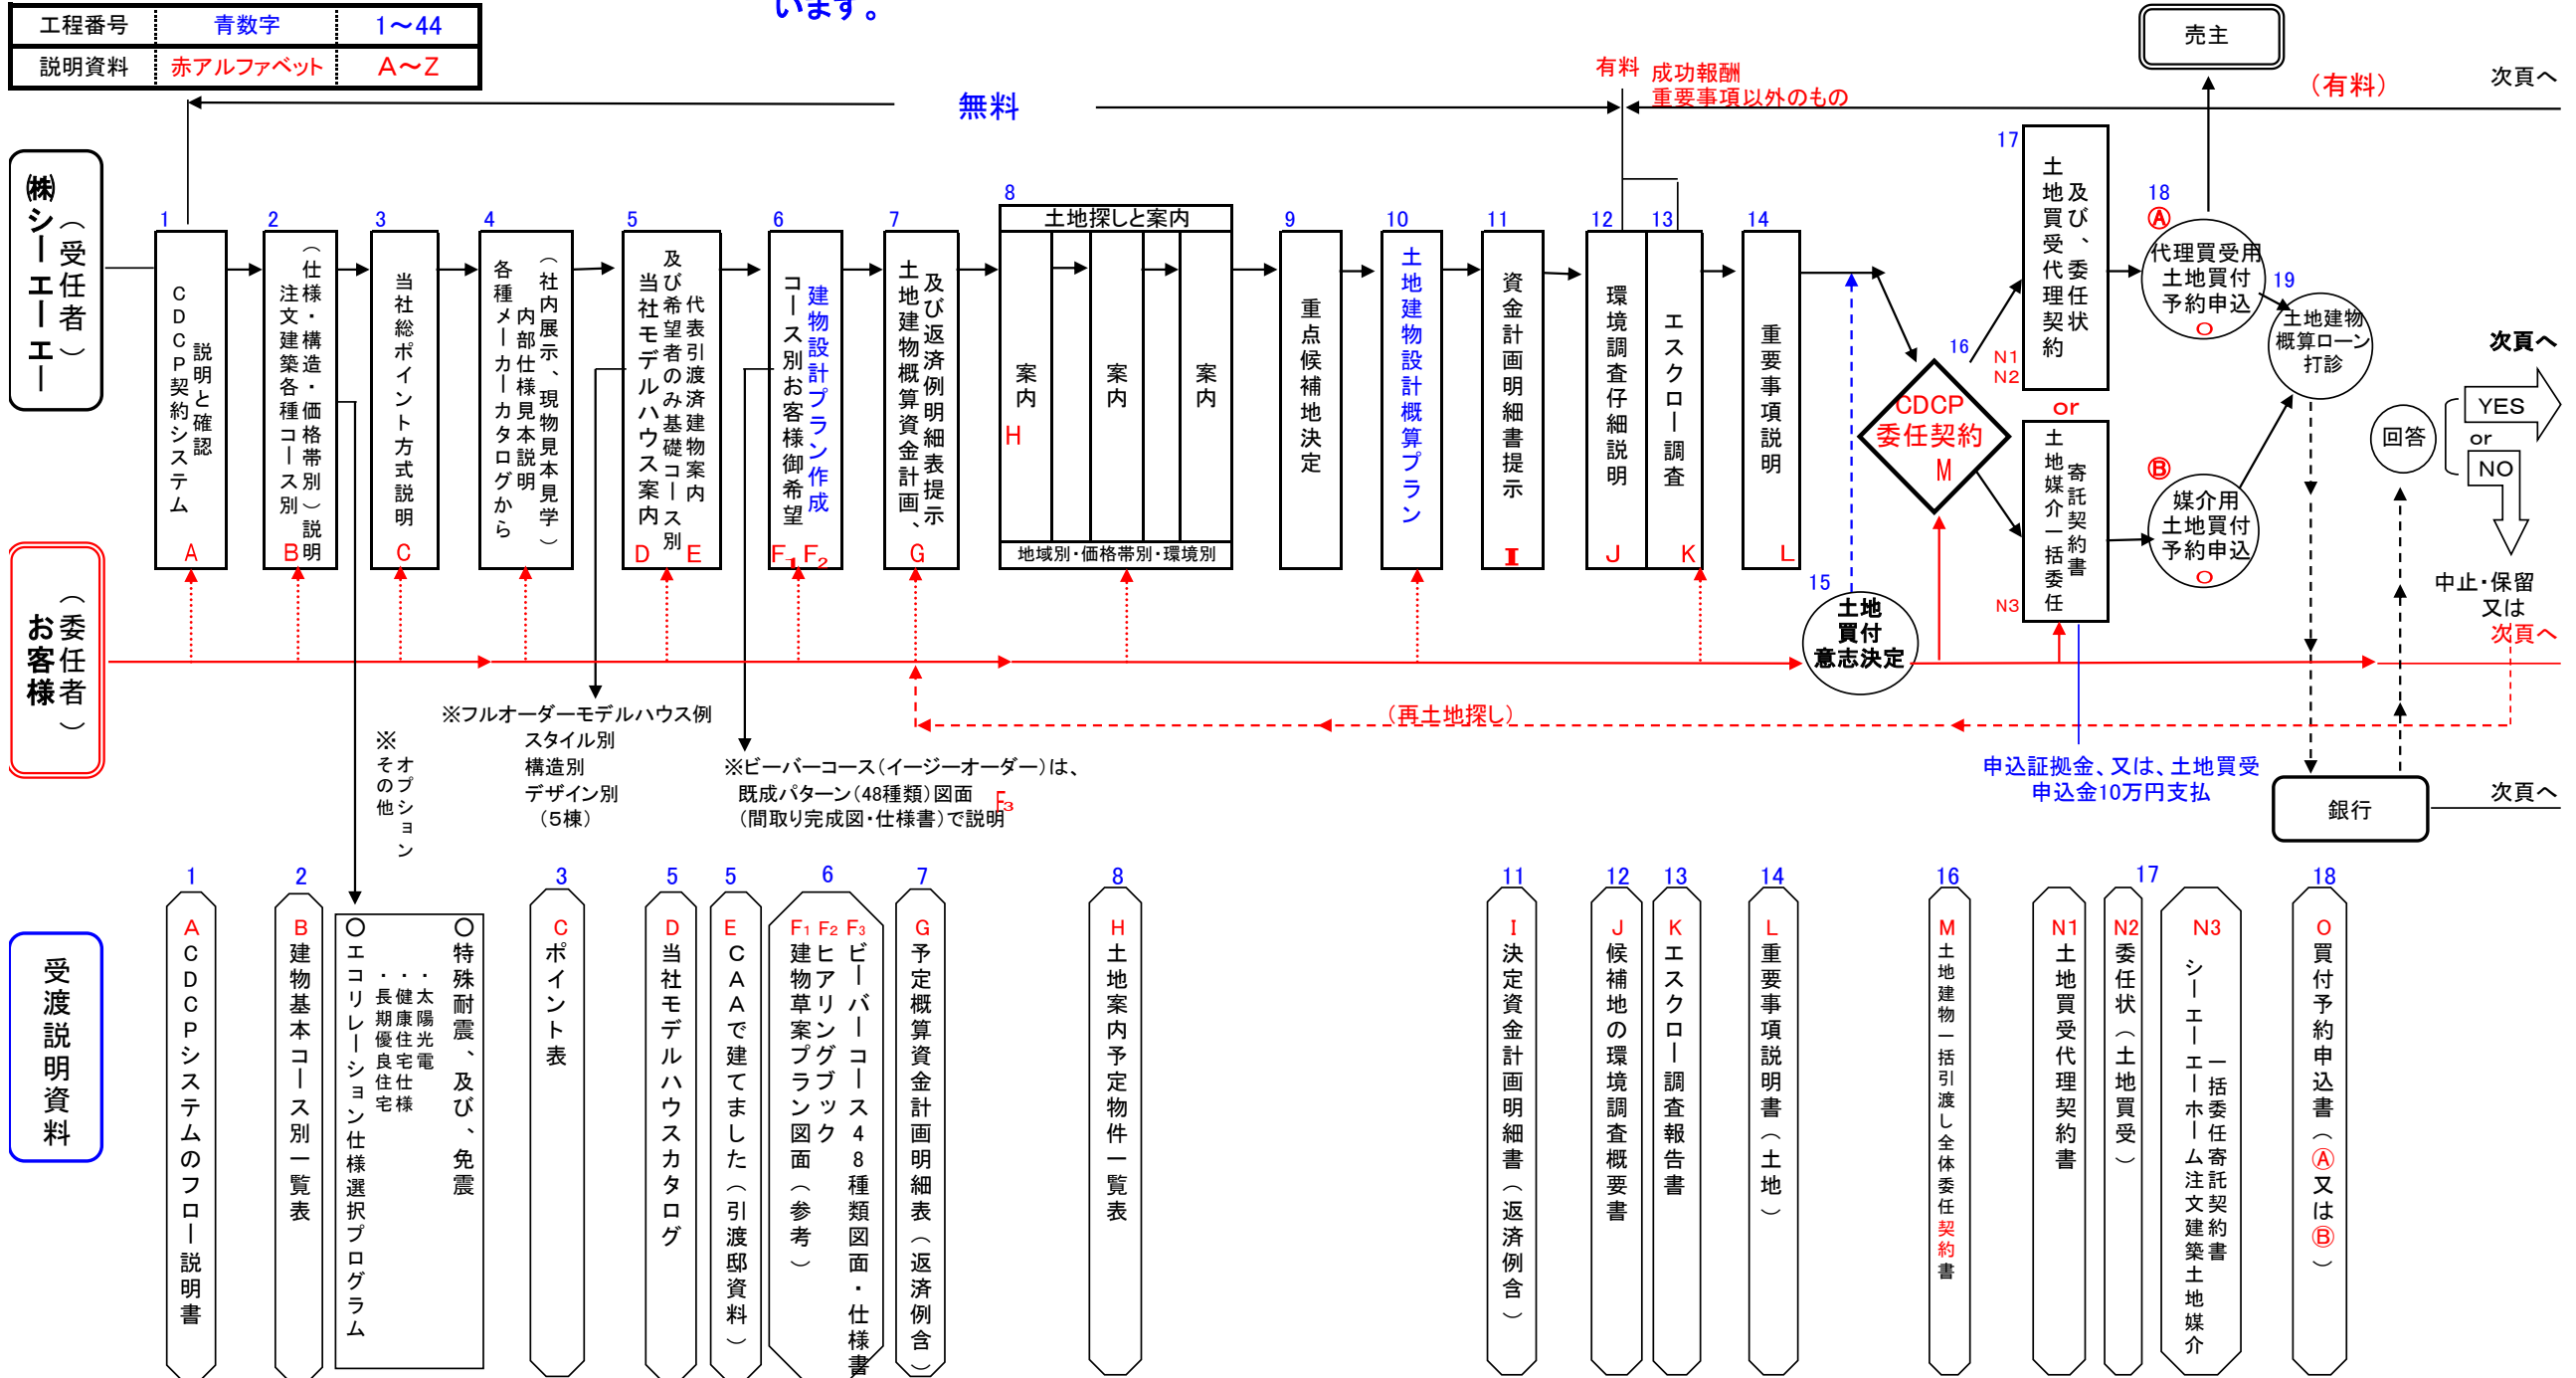 います。
工程番号 青数字 1～44
説明資料 赤アルファベット A～Z
売主
無料
有料
成功報酬
重要事項以外のもの
（有料）
次頁へ
㈱シーエーエー
（受任者）
1
CDCP契約システム
説明と確認
A
2
（仕様・構造・価格帯別）説明
注文建築各種コース別
B
3
当社総ポイント方式説明
C
4
（社内展示、現物見本見学）
内部仕様見本説明
各種メーカーカタログから
5
代表引渡済建物案内
及び希望者のみ基礎コース別
当社モデルハウス案内
D E
6
建物設計プラン作成
コース別お客様御希望
F1 F2
7
及び返済例明細表提示
土地建物概算資金計画、
G
8
土地探しと案内
案内
案内
案内
H
地域別・価格帯別・環境別
9
重点候補地決定
10
土地建物設計概算プラン
11
資金計画明細書提示
I
12
環境調査仔細説明
J
13
エスクロー調査
K
14
重要事項説明
L
15
土地
買付
意志決定
16
CDCP
委任契約
M
17
及び、委任状
土地買受代理契約
N1
N2
or
寄託契約書
土地媒介一括委任
N3
18
Ⓐ
代理買受用
土地買付
予約申込
O
Ⓑ
媒介用
土地買付
予約申込
O
19
土地建物
概算ローン
打診
次頁へ
回答
YES
or
NO
中止・保留
又は
次頁へ
お客様
（委任者）
（再土地探し）
※オプション
その他
※フルオーダーモデルハウス例
スタイル別
構造別
デザイン別
（5棟）
※ビーバーコース（イージーオーダー）は、
既成パターン（48種類）図面 F3
（間取り完成図・仕様書）で説明
申込証拠金、又は、土地買受
申込金10万円支払
銀行
次頁へ
受渡説明資料
1
A CDCPシステムのフロー説明書
2
B 建物基本コース別一覧表
〇特殊耐震、及び、免震
・太陽光電
・健康住宅仕様
・長期優良住宅
〇エコリレーション仕様選択プログラム
3
C ポイント表
5
D 当社モデルハウスカタログ
5
E CAAで建てました（引渡邸資料）
6
F3 ビーバーコース48種類図面・仕様書
F2 ヒアリングブック
F1 建物草案プラン図面（参考）
7
G 予定概算資金計画明細表（返済例含）
8
H 土地案内予定物件一覧表
11
I 決定資金計画明細書（返済例含）
12
J 候補地の環境調査概要書
13
K エスクロー調査報告書
14
L 重要事項説明書（土地）
16
M 土地建物一括引渡し全体委任契約書
17
N1 土地買受代理契約書
N2 委任状（土地買受）
N3
一括委任寄託契約書
シーエーエーホーム注文建築土地媒介
18
O 買付予約申込書（Ⓐ又はⒷ）